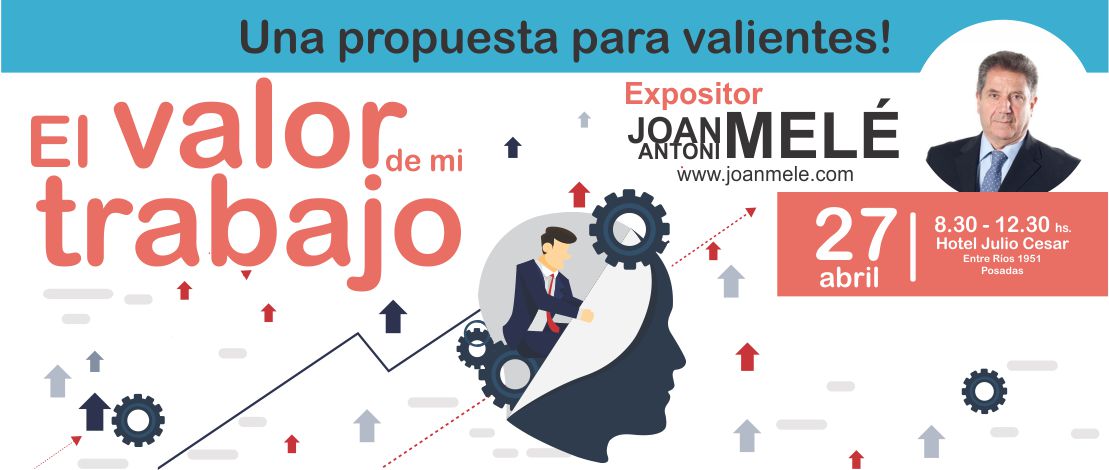 Una propuesta para valientes!
El valor
de mi
trabajo
Expositor
JOAN
ANTONI
MELÉ
www.joanmele.com
27
abril
8.30 - 12.30 hs.
Hotel Julio Cesar
Entre Ríos 1951
Posadas